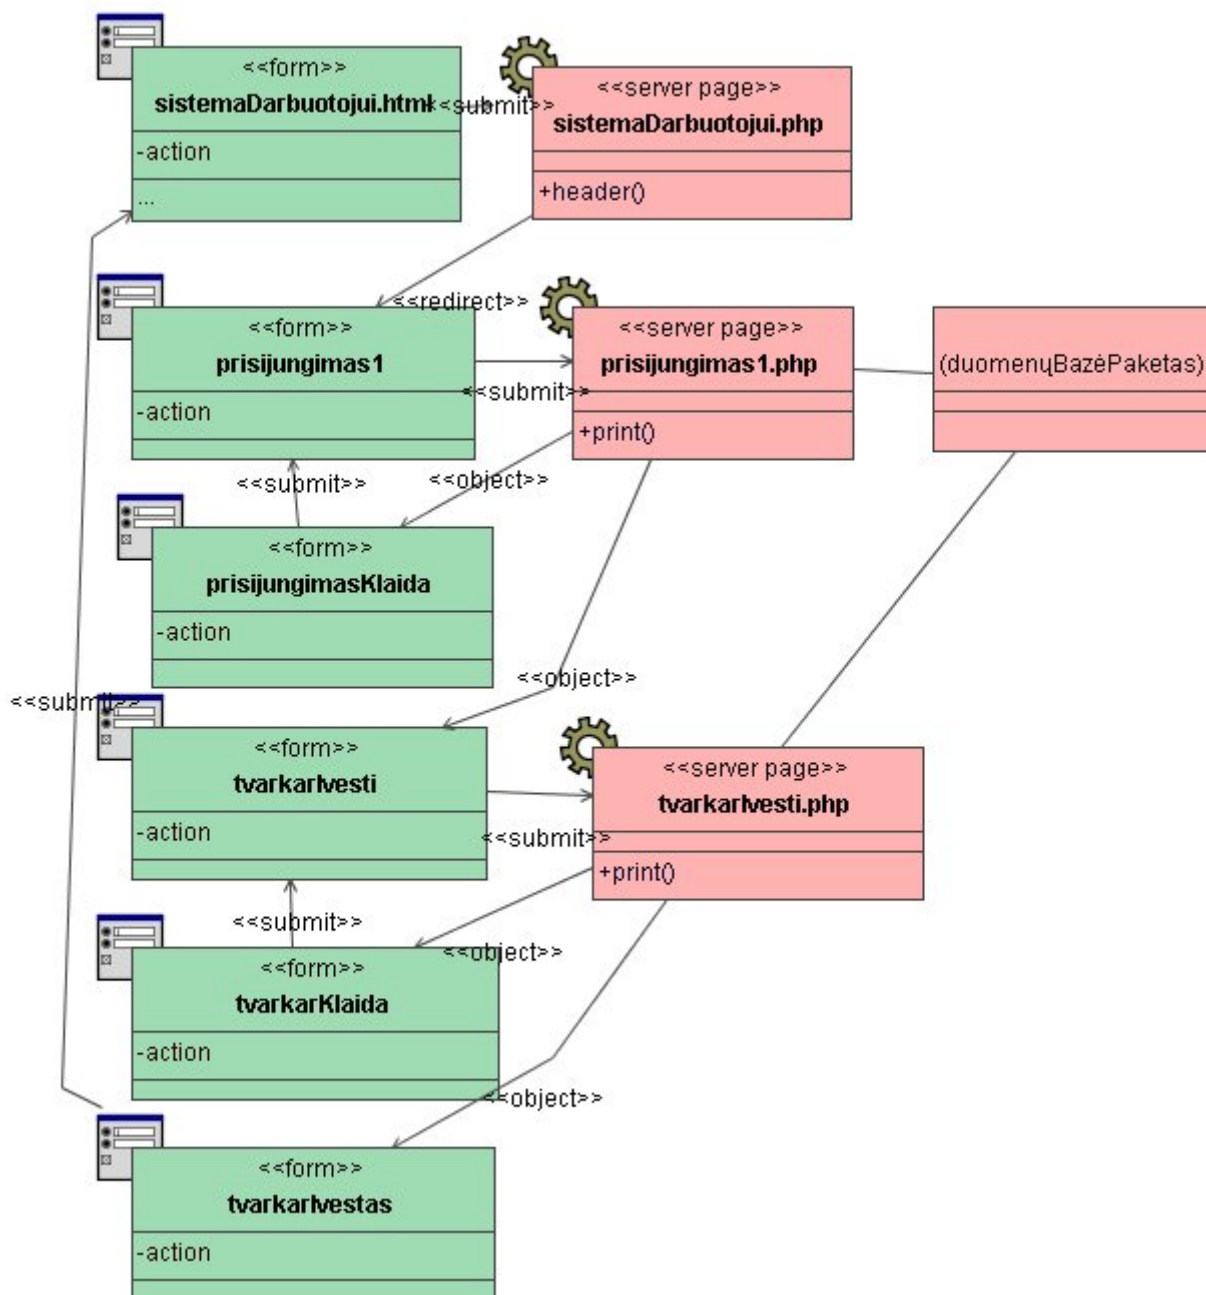 <<form>>
sistemaDarbuotojui.html
-action
...
<<submit>>
<<server page>>
sistemaDarbuotojui.php
+header()
<<redirect>>
<<form>>
prisijungimas1
-action
<<submit>>
<<server page>>
prisijungimas1.php
+print()
(duomenųBazėPaketas)
<<submit>>
<<object>>
<<form>>
prisijungimasKlaida
-action
<<object>>
<<submit>>
<<form>>
tvarkarIvesti
-action
<<submit>>
<<server page>>
tvarkarIvesti.php
+print()
<<submit>>
<<object>>
<<form>>
tvarkarKlaida
-action
<<object>>
<<form>>
tvarkarIvestas
-action